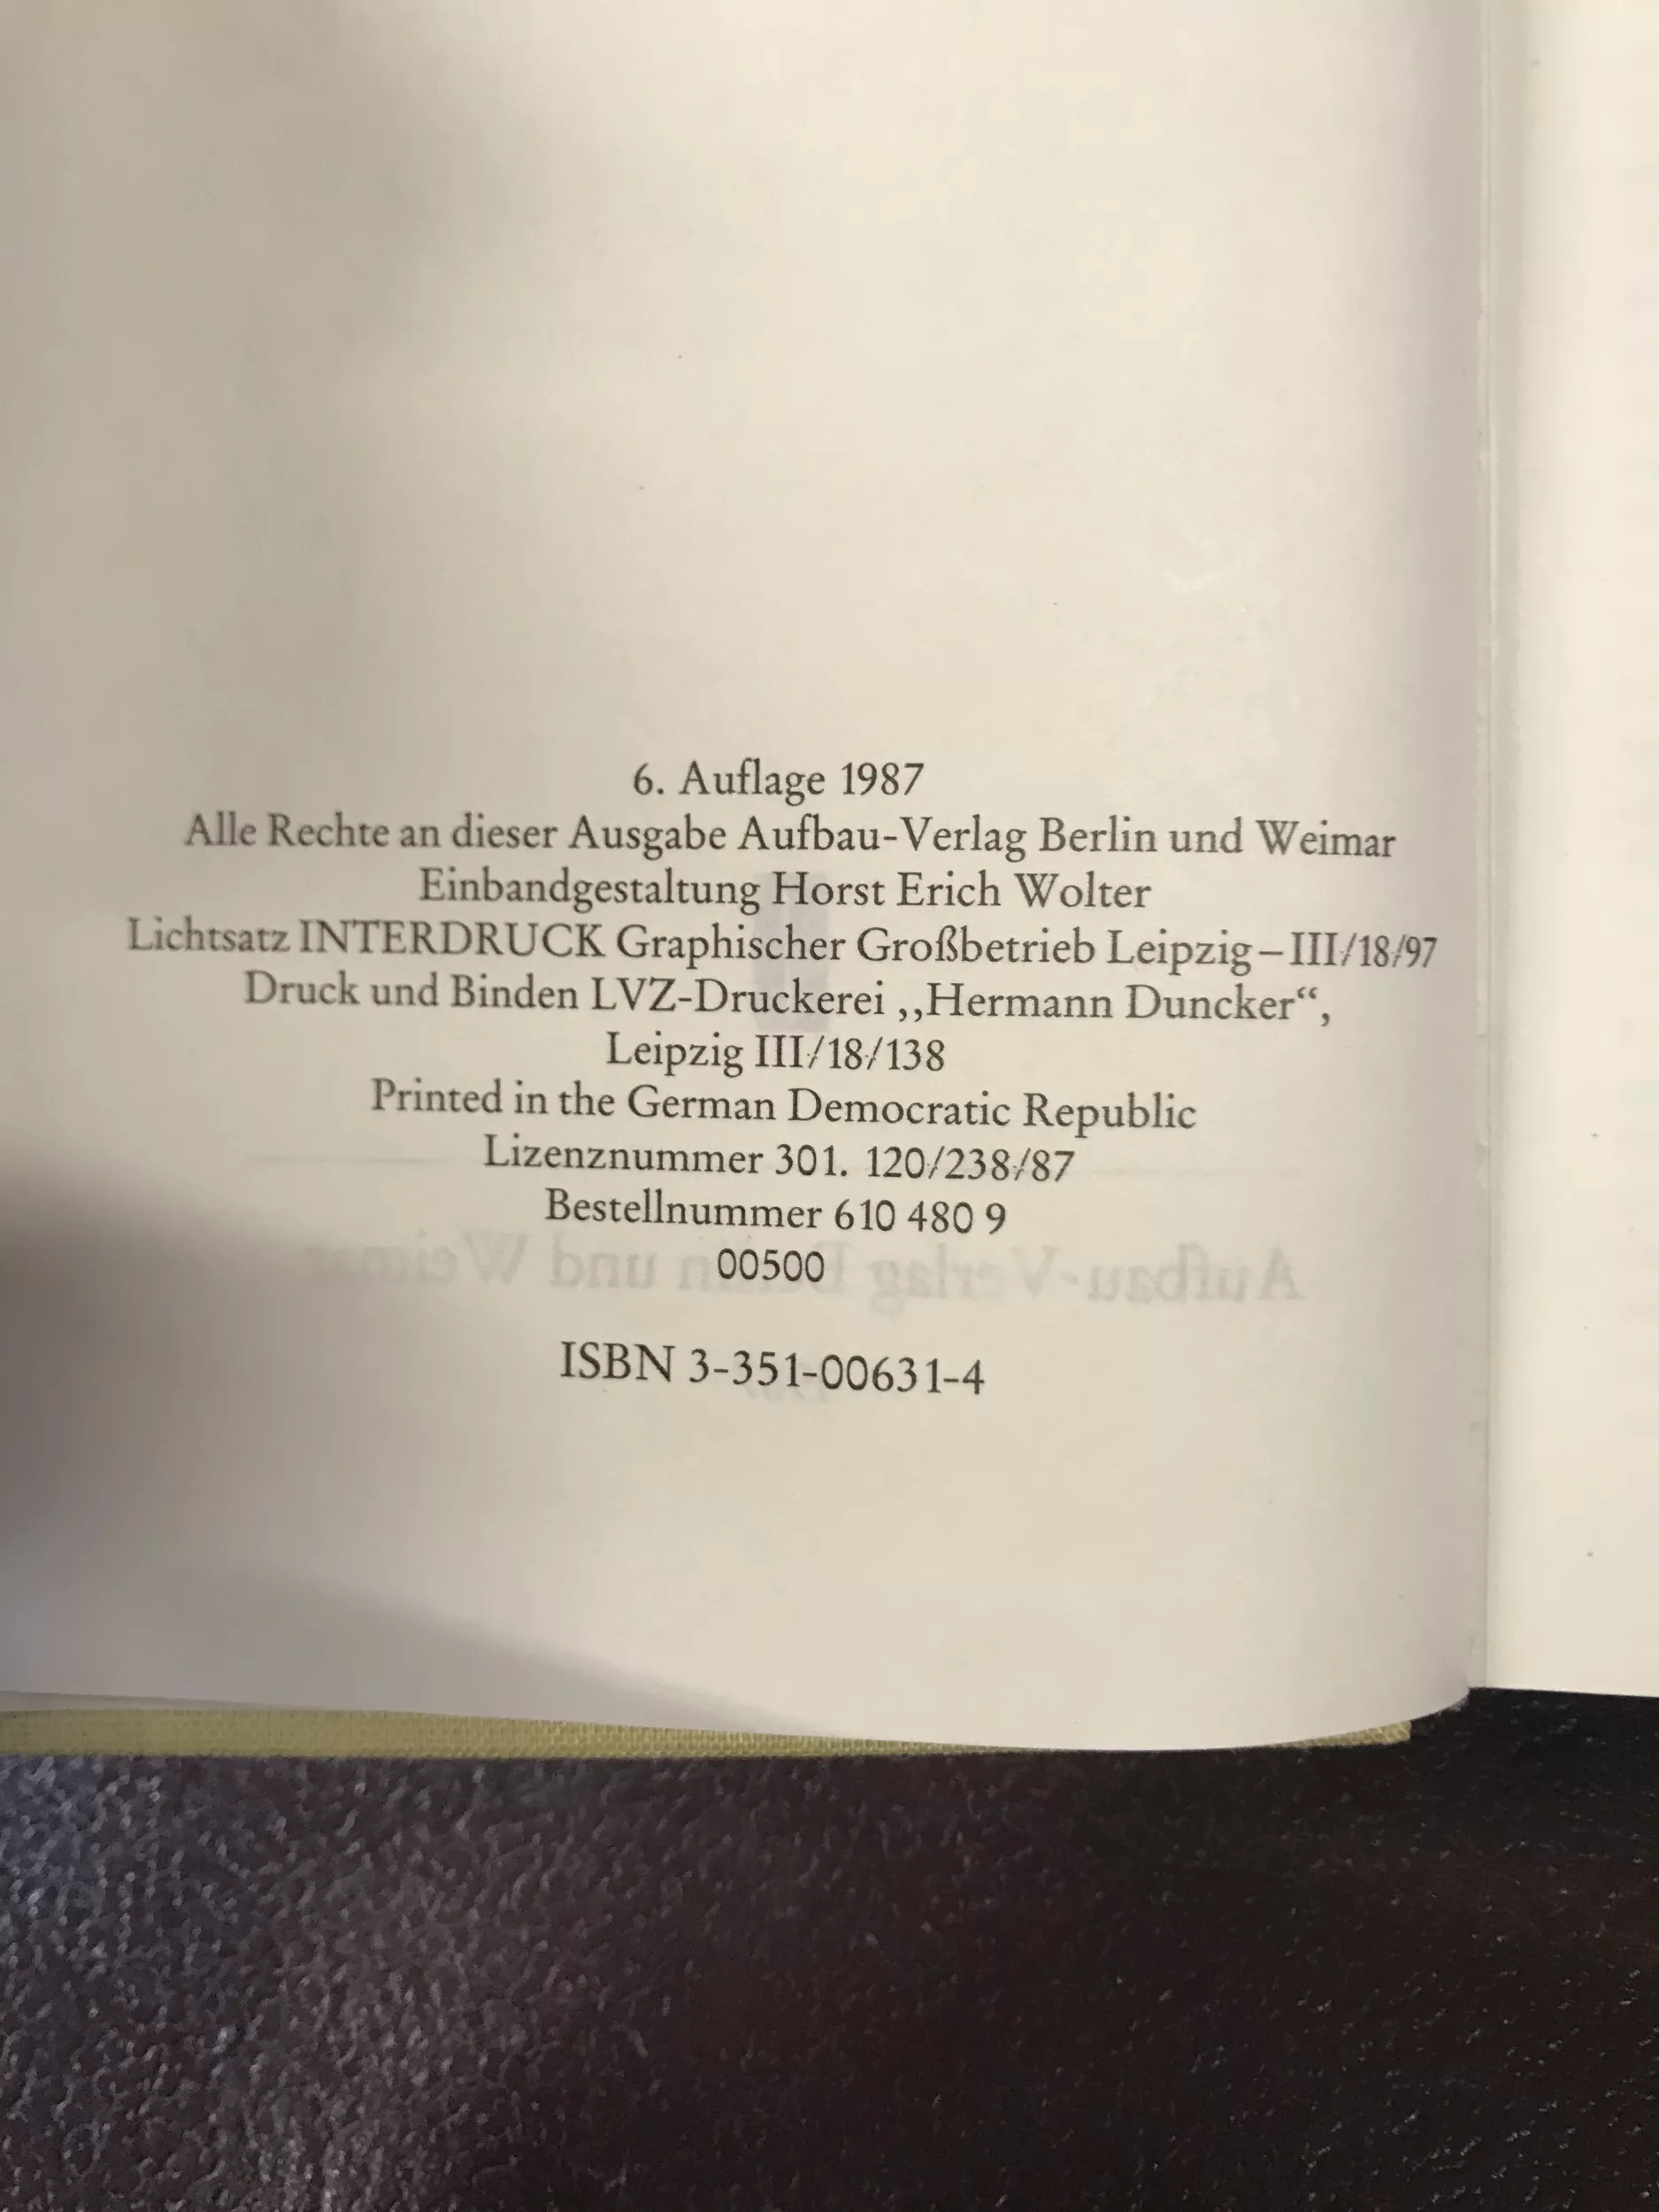 6. Auflage 1987
Alle Rechte an dieser Ausgabe Aufbau-Verlag Berlin und Weimar
Einbandgestaltung Horst Erich Wolter
Lichtsatz INTERDRUCK Graphischer Großbetrieb Leipzig – III/18/97
Druck und Binden LVZ-Druckerei „Hermann Duncker“,
Leipzig III/18/138
Printed in the German Democratic Republic
Lizenznummer 301. 120/238/87
Bestellnummer 610 480 9
00500
ISBN 3-351-00631-4